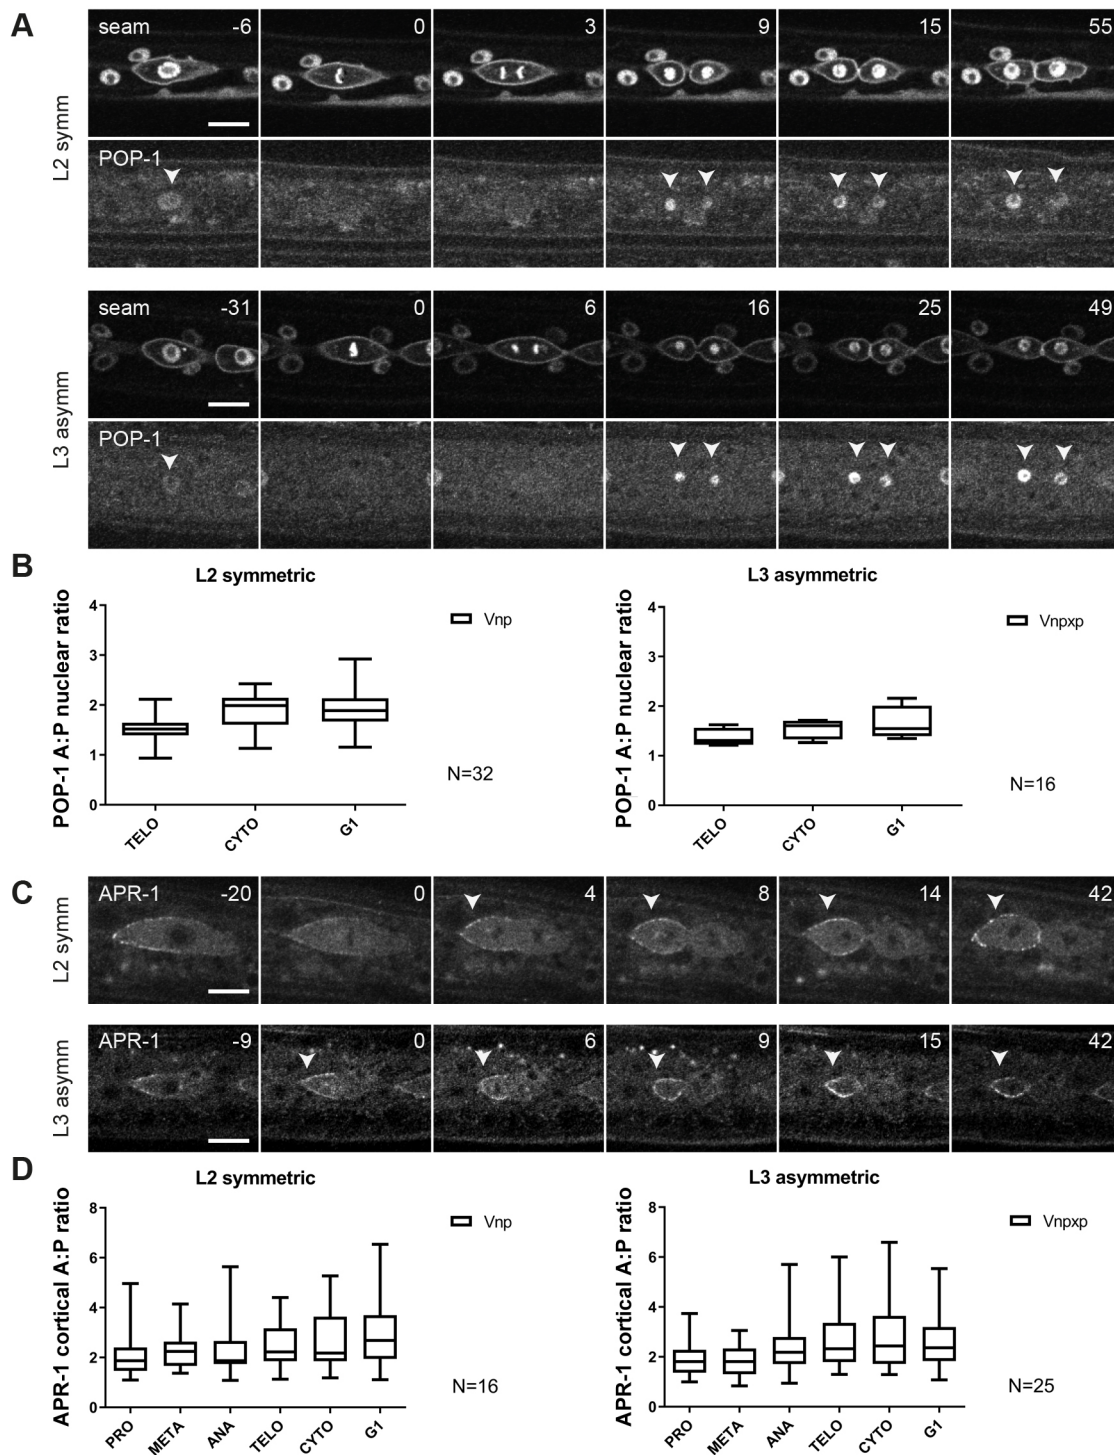 A
seam -6 0 3 9 15 55
L2 symm
POP-1
seam -31 0 6 16 25 49
L3 asymm
POP-1
B
L2 symmetric
POP-1 A:P nuclear ratio
4
3
2
1
0
TELO CYTO G1
Vnp
N=32
L3 asymmetric
POP-1 A:P nuclear ratio
4
3
2
1
0
TELO CYTO G1
Vnpxp
N=16
C
APR-1 -20 0 4 8 14 42
L2 symm
APR-1 -9 0 6 9 15 42
L3 asymm
D
L2 symmetric
APR-1 cortical A:P ratio
8
6
4
2
0
PRO META ANA TELO CYTO G1
Vnp
N=16
L3 asymmetric
APR-1 cortical A:P ratio
8
6
4
2
0
PRO META ANA TELO CYTO G1
Vnpxp
N=25